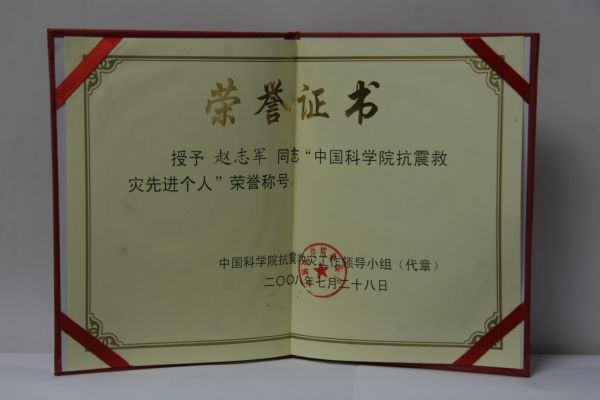 荣誉证书
授予 赵志军 同志“中国科学院抗震救
灾先进个人”荣誉称号。
中国科学院抗震救灾工作领导小组（代章）
二〇〇八年七月二十八日